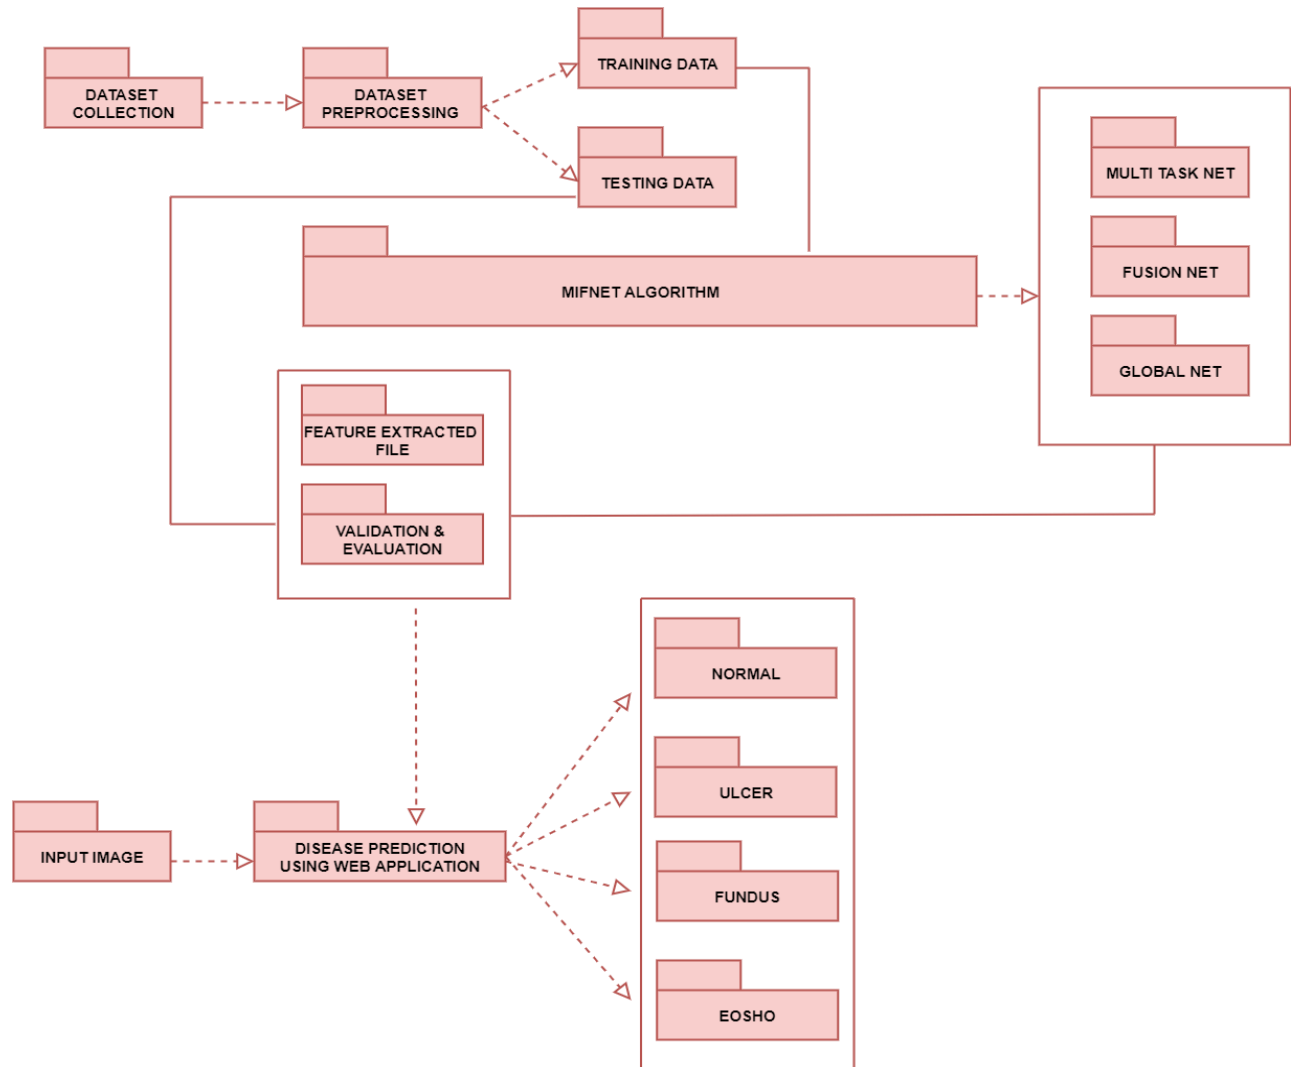 TRAINING DATA
DATASET
COLLECTION
DATASET
PREPROCESSING
TESTING DATA
MULTI TASK NET
FUSION NET
GLOBAL NET
MIFNET ALGORITHM
FEATURE EXTRACTED
FILE
VALIDATION &
EVALUATION
NORMAL
ULCER
FUNDUS
EOSHO
INPUT IMAGE
DISEASE PREDICTION
USING WEB APPLICATION